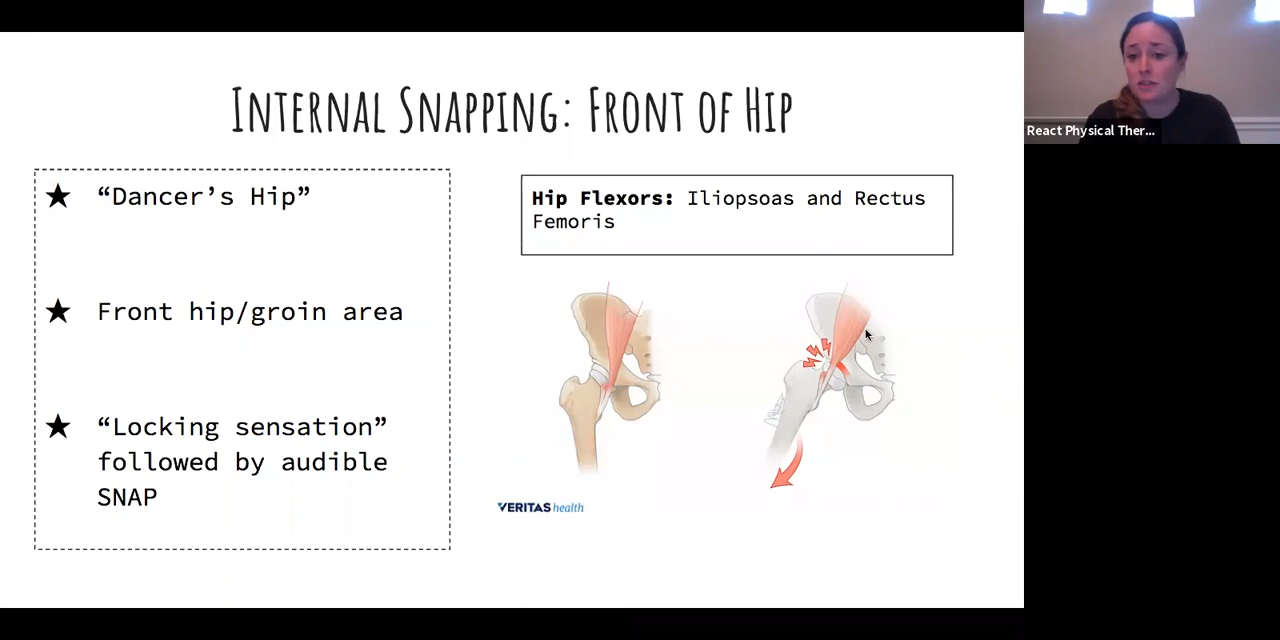 INTERNAL SNAPPING: FRONT OF HIP
★ “Dancer’s Hip”
★ Front hip/groin area
★ “Locking sensation”
followed by audible
SNAP
Hip Flexors: Iliopsoas and Rectus
Femoris
VERITAS health
React Physical Ther...